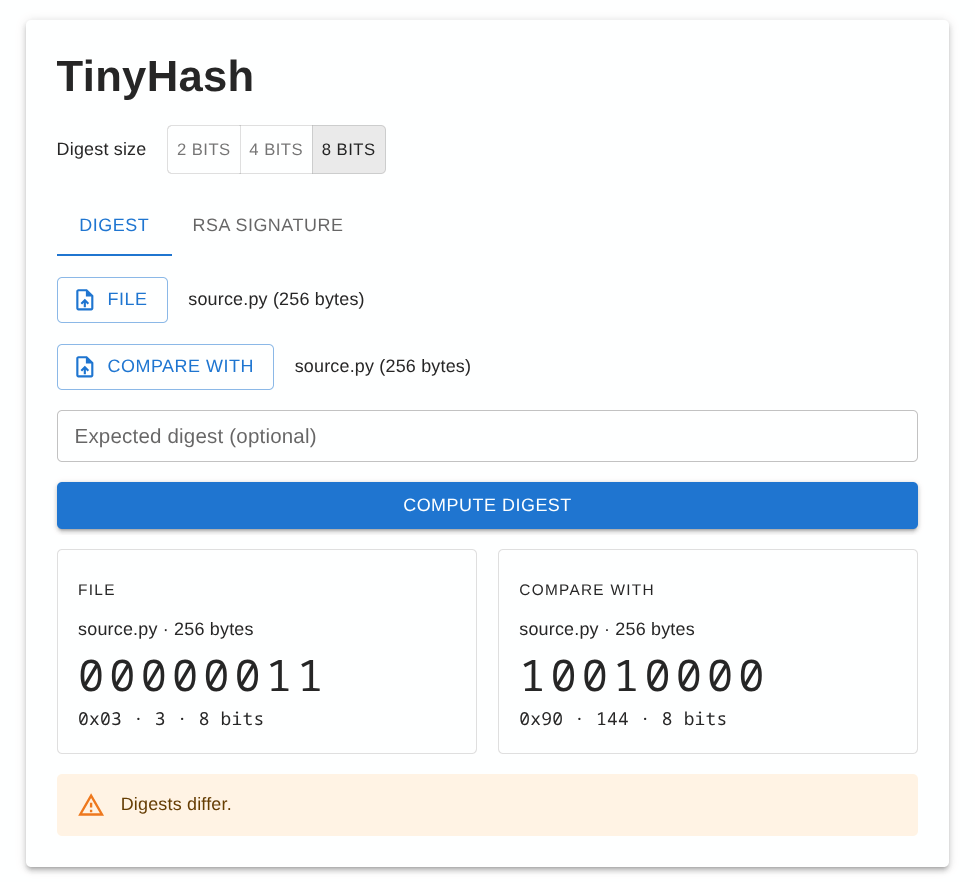 TinyHash
Digest size 2 BITS 4 BITS 8 BITS
DIGEST RSA SIGNATURE
FILE source.py (256 bytes)
COMPARE WITH source.py (256 bytes)
Expected digest (optional)
COMPUTE DIGEST
FILE
source.py · 256 bytes
00000011
0x03 · 3 · 8 bits
COMPARE WITH
source.py · 256 bytes
10010000
0x90 · 144 · 8 bits
Digests differ.